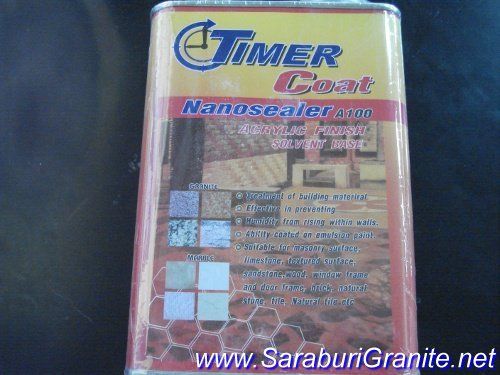 TIMER
Coat
Nanosealer A100
ACRYLIC FINISH
SOLVENT BASE
GRANITE
Treatment of building materiral
Effective in preventing
Humidity from rising within walls.
Ability coated on emulsion paint.
Suitable for masonry surface,
limestone, textured surface,
sandstone,wood, window frame
and door frame, brick, natural
stone, tile, Natural tile etc
MARBLE
www.SaraburiGranite.net